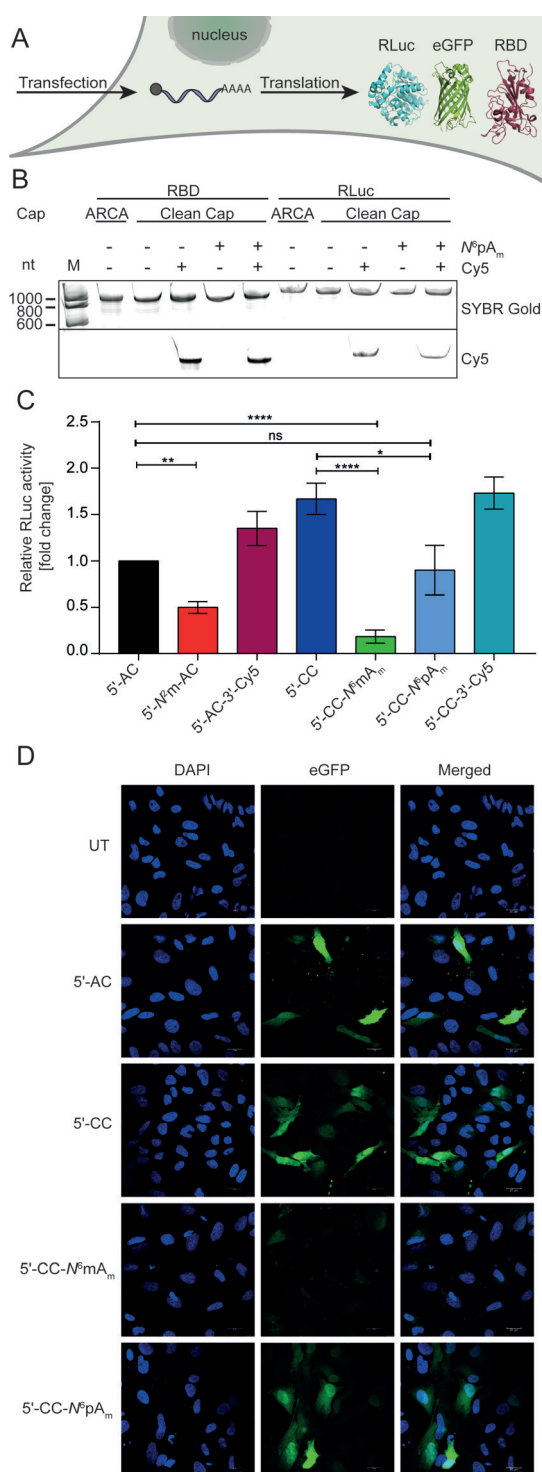 A
nucleus
RLuc eGFP RBD
Transfection
AAAA
Translation
B
RBD RLuc
Cap ARCA Clean Cap ARCA Clean Cap
- - - + + - - - + + N⁶pAₘ
nt M - - + - + - - + - + Cy5
1000
800
600
SYBR Gold
Cy5
C
****
ns
*
** ****
Relative RLuc activity
[fold change]
2.5
2.0
1.5
1.0
0.5
0
5'-AC
5'-N²m-AC
5'-AC-3'-Cy5
5'-CC
5'-CC-N⁶mAₘ
5'-CC-N⁶pAₘ
5'-CC-3'-Cy5
D
DAPI eGFP Merged
UT
5'-AC
5'-CC
5'-CC-N⁶mAₘ
5'-CC-N⁶pAₘ